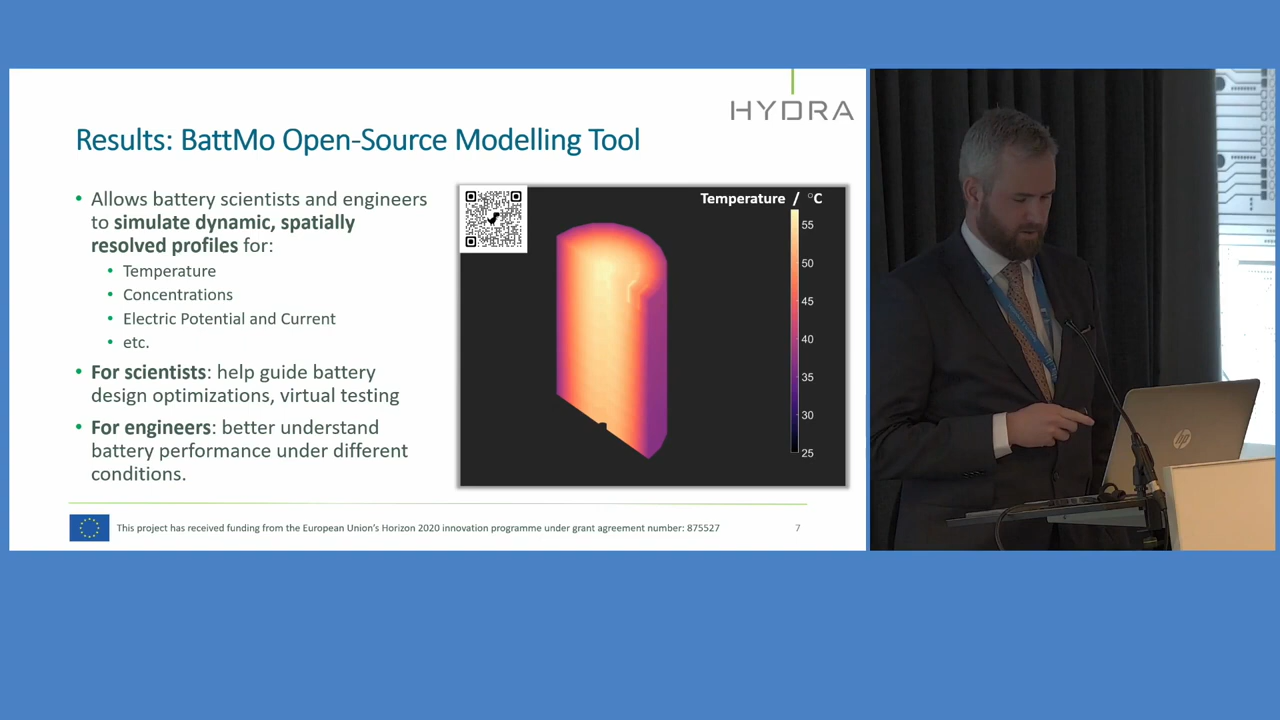 HYDRA
Results: BattMo Open-Source Modelling Tool
• Allows battery scientists and engineers
to simulate dynamic, spatially
resolved profiles for:
• Temperature
• Concentrations
• Electric Potential and Current
• etc.
• For scientists: help guide battery
design optimizations, virtual testing
• For engineers: better understand
battery performance under different
conditions.
Temperature / °C
55
50
45
40
35
30
25
This project has received funding from the European Union's Horizon 2020 innovation programme under grant agreement number: 875527
7
hp